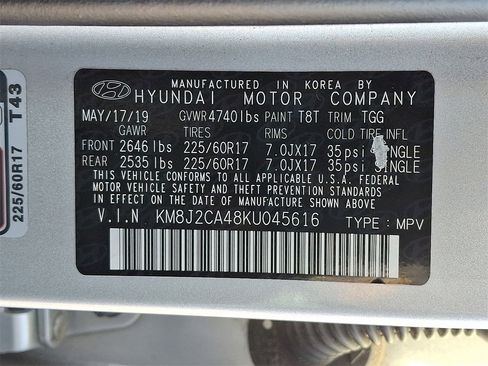 MANUFACTURED IN KOREA BY
HYUNDAI MOTOR COMPANY
MAY/17/19 GVWR 4740 lbs PAINT T8T TRIM TGG
GAWR TIRES RIMS COLD TIRE INFL
FRONT 2646 lbs 225/60R17 7.0JX17 35psi SINGLE
REAR 2535 lbs 225/60R17 7.0JX17 35psi SINGLE
THIS VEHICLE CONFORMS TO ALL APPLICABLE U.S.A. FEDERAL
MOTOR VEHICLE SAFETY AND THEFT PREVENTION STANDARDS
IN EFFECT ON THE DATE OF MANUFACTURE SHOWN ABOVE
V.I.N KM8J2CA48KU045616 TYPE : MPV
225/60R17 T43